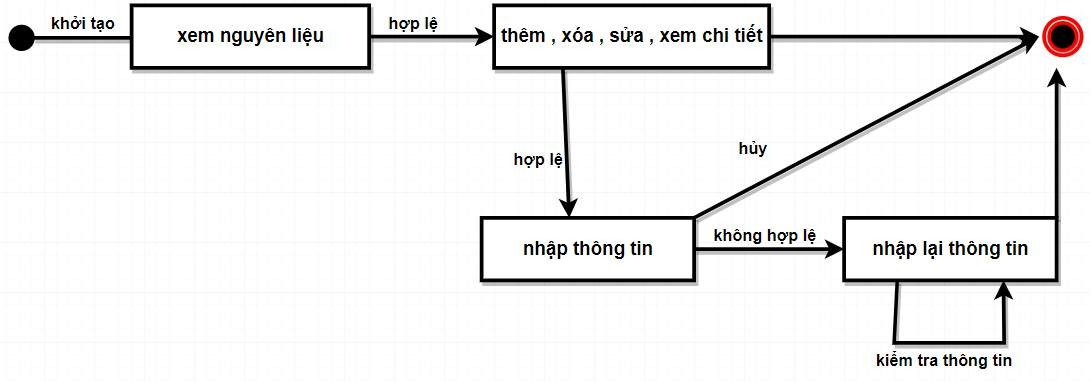 khởi tạo
xem nguyên liệu
hợp lệ
thêm , xóa , sửa , xem chi tiết
hợp lệ
hủy
nhập thông tin
không hợp lệ
nhập lại thông tin
kiểm tra thông tin